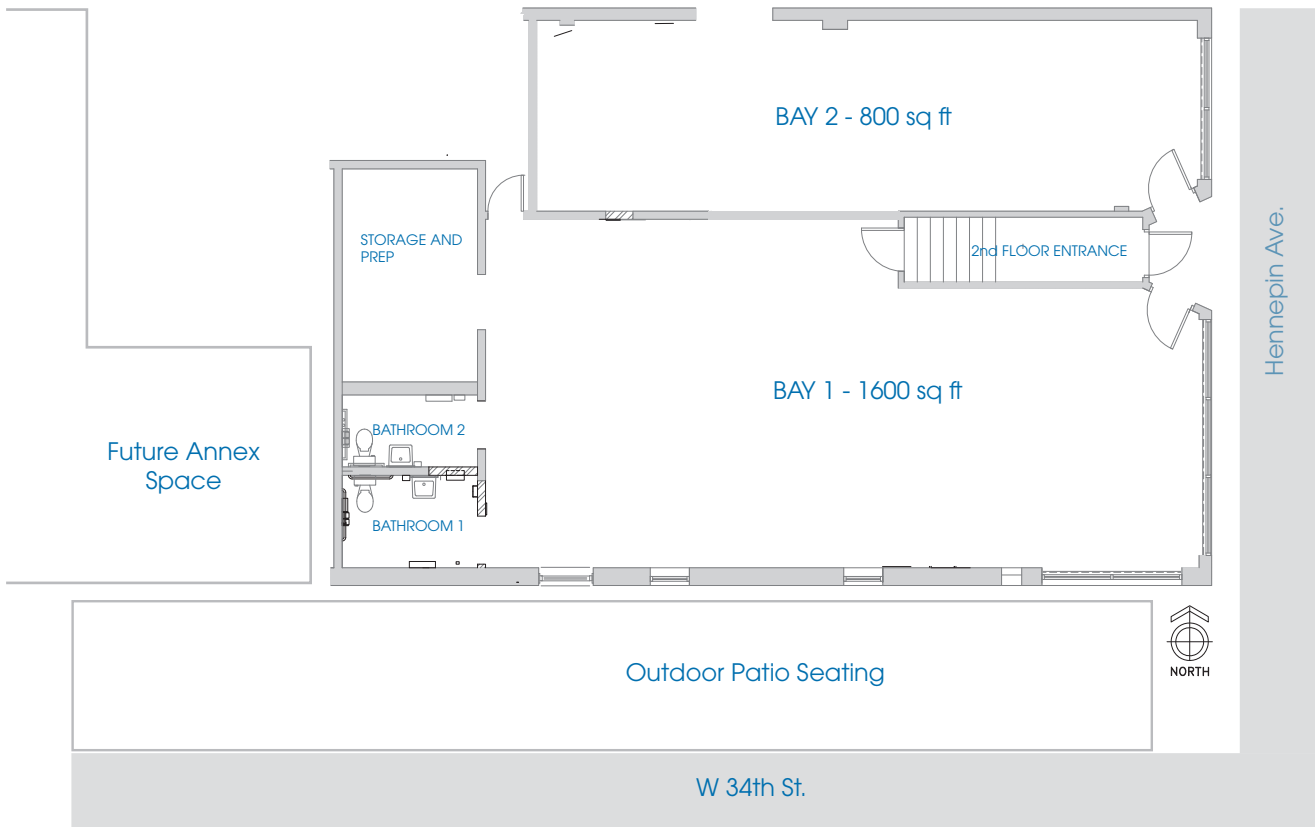 BAY 2 - 800 sq ft
STORAGE AND
PREP
2nd FLOOR ENTRANCE
Hennepin Ave.
BAY 1 - 1600 sq ft
BATHROOM 2
Future Annex
Space
BATHROOM 1
Outdoor Patio Seating
NORTH
W 34th St.